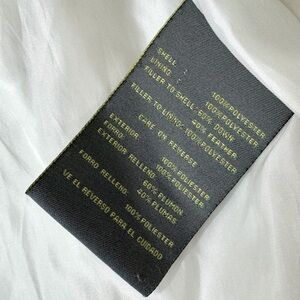 SHELL : 100% POLYESTER
LINING : 100% POLYESTER
FILLER TO SHELL: 60% DOWN
40% FEATHER
FILLER TO LINING: 100% POLYESTER
CARE ON REVERSE
EXTERIOR: 100% POLIESTER
FORRO: 100% POLIESTER
EXTERIOR RELLENO: 60% PLUMON
40% PLUMAS
FORRO RELLENO: 100% POLIESTER
VE EL REVERSO PARA EL CUIDADO